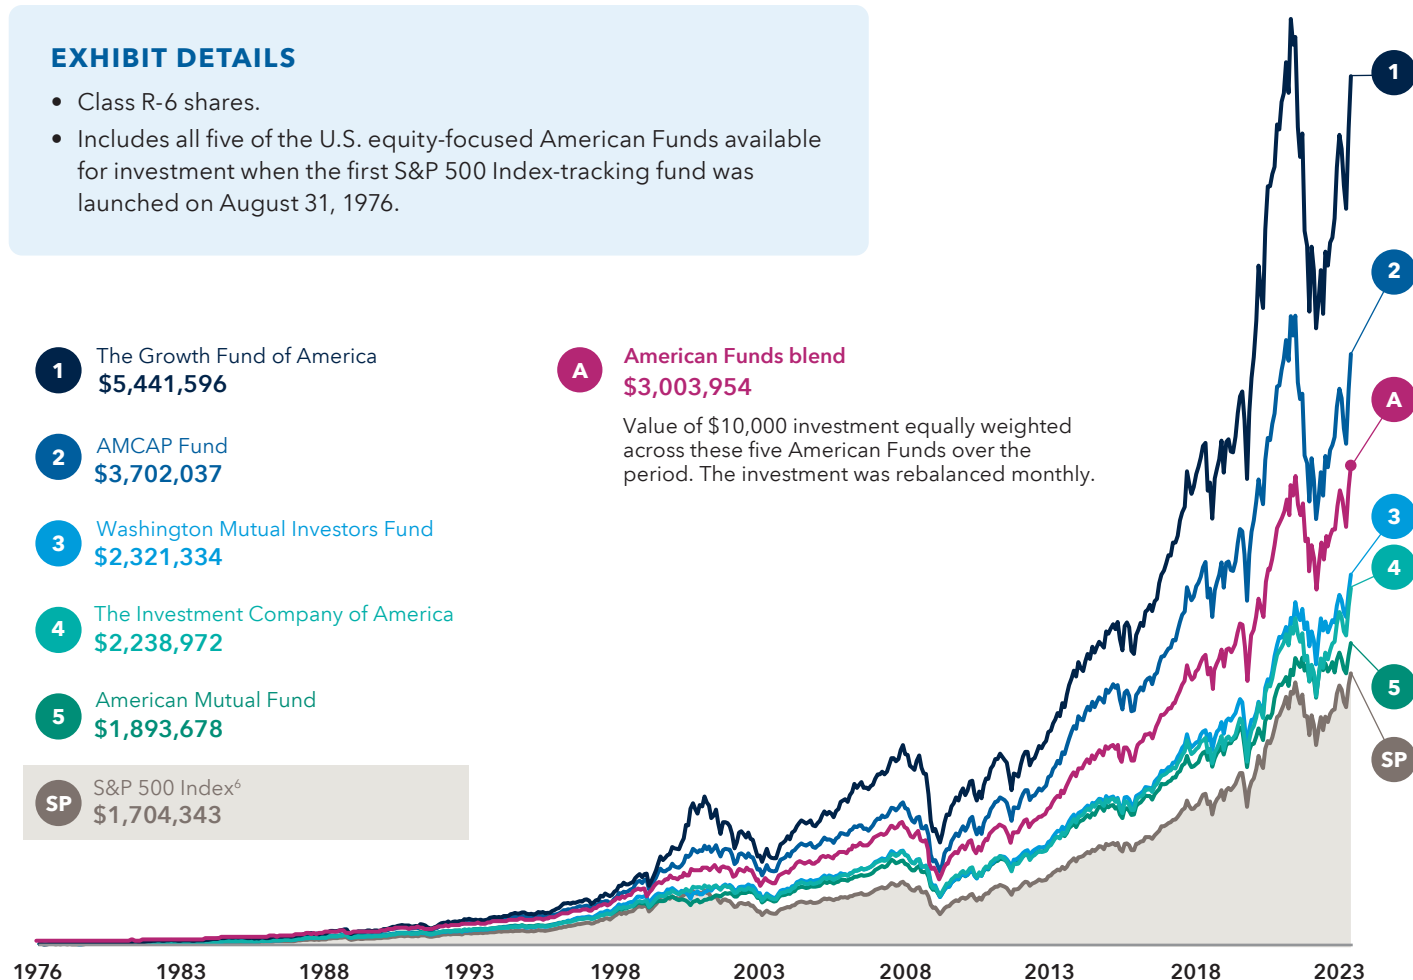 EXHIBIT DETAILS
• Class R-6 shares.
• Includes all five of the U.S. equity-focused American Funds available
for investment when the first S&P 500 Index-tracking fund was
launched on August 31, 1976.
1
The Growth Fund of America
$5,441,596
2
AMCAP Fund
$3,702,037
3
Washington Mutual Investors Fund
$2,321,334
4
The Investment Company of America
$2,238,972
5
American Mutual Fund
$1,893,678
SP
S&P 500 Index⁶
$1,704,343
A
American Funds blend
$3,003,954
Value of $10,000 investment equally weighted
across these five American Funds over the
period. The investment was rebalanced monthly.
1
2
A
3
4
5
SP
1976 1983 1988 1993 1998 2003 2008 2013 2018 2023